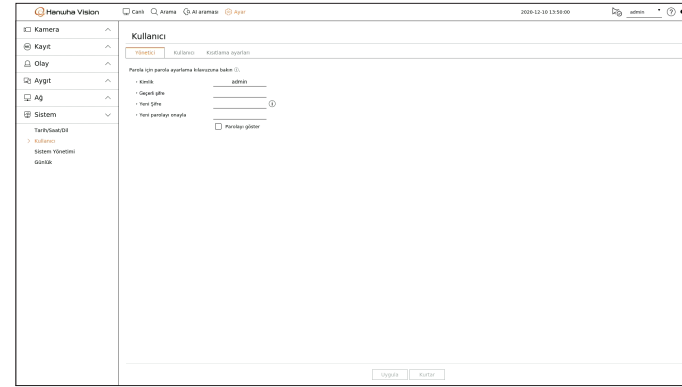 Hanwha Vision
Canlı Arama AI araması Ayar 2020-12-10 13:50:00 admin
Kamera
Kayıt
Olay
Aygıt
Ağ
Sistem
Tarih/Saat/Dil
Kullanıcı
Sistem Yönetimi
Günlük
Kullanıcı
Yönetici Kullanıcı Kısıtlama ayarları
Parola için parola ayarlama kılavuzuna bakın
Kimlik admin
Geçerli şifre
Yeni Şifre
Yeni parolayı onayla
Parolayı göster
Uygula Kurtar